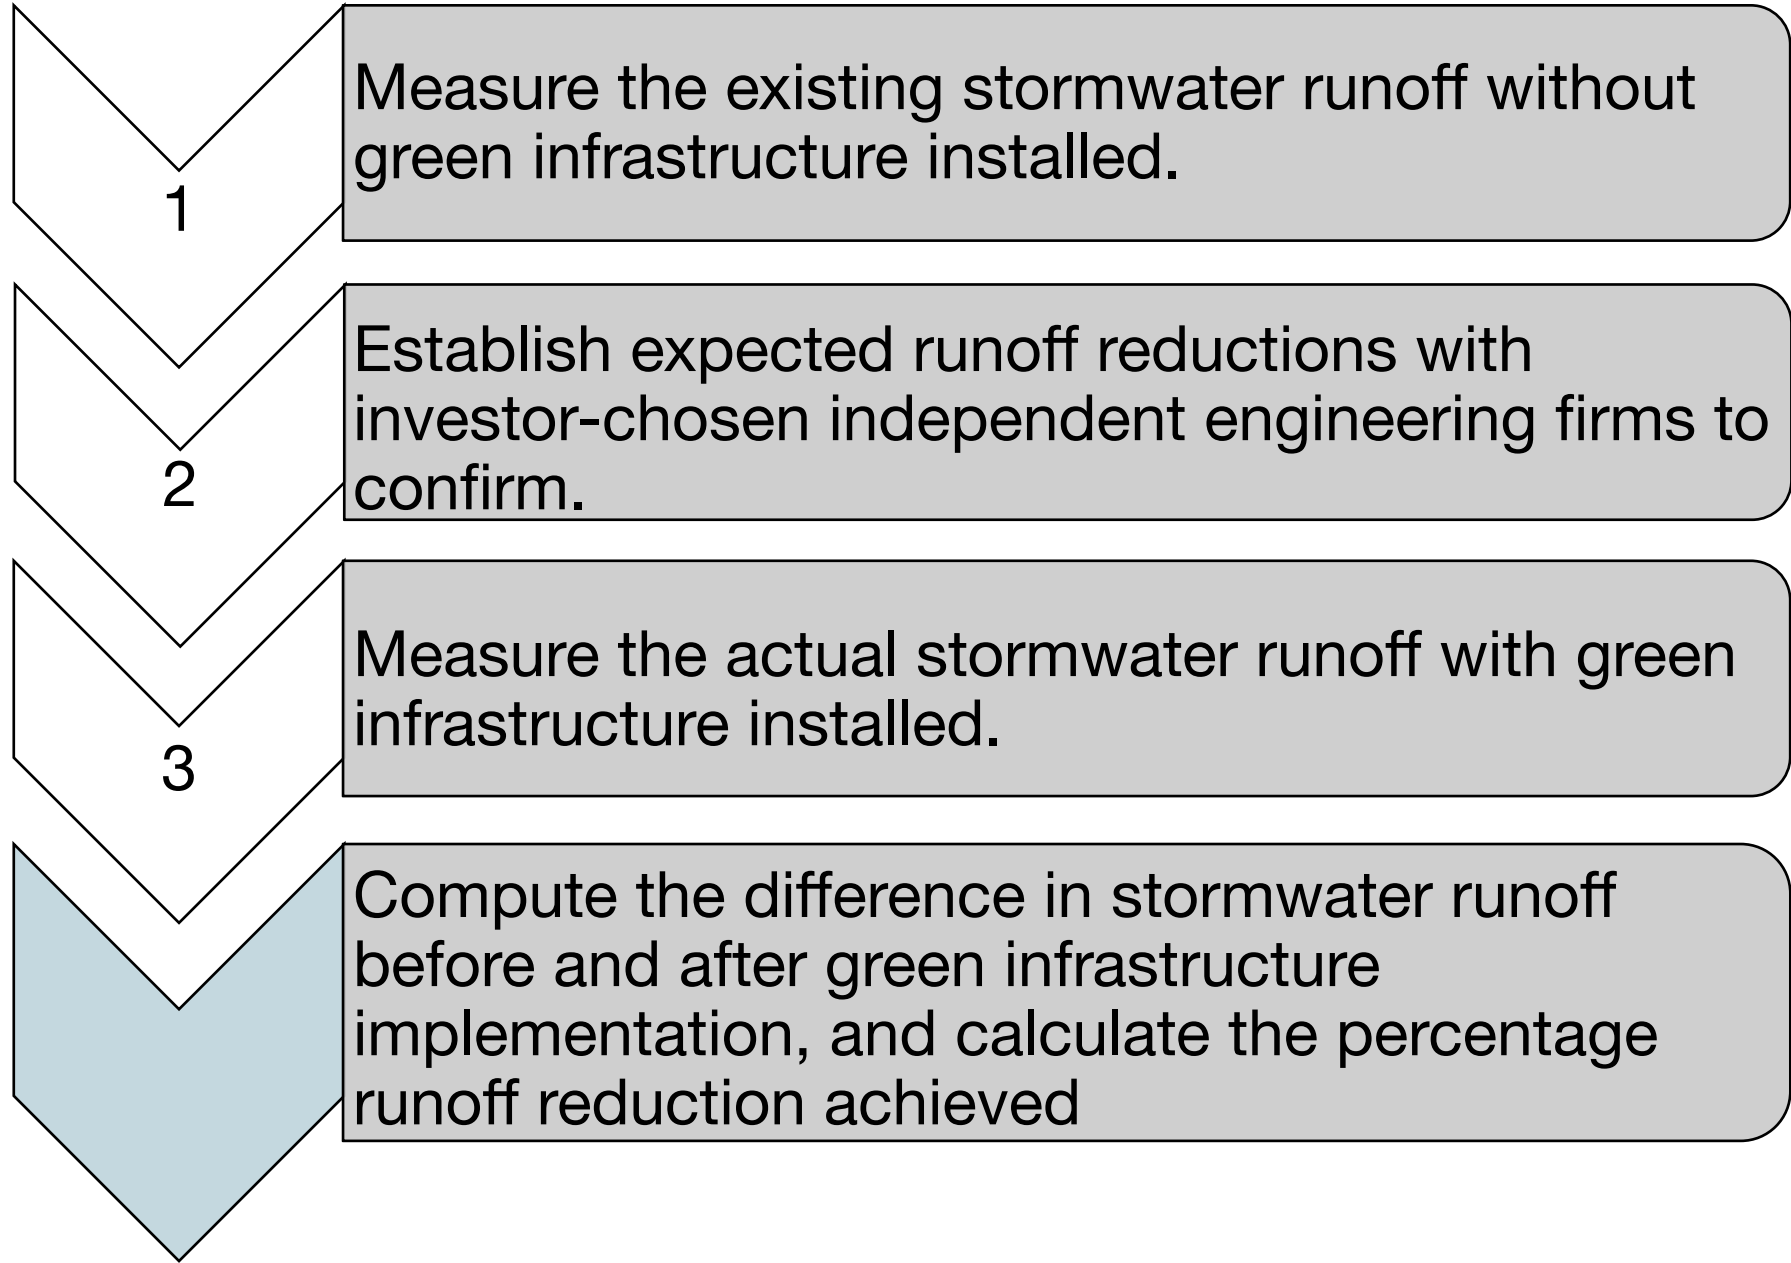 1
Measure the existing stormwater runoff without
green infrastructure installed.
2
Establish expected runoff reductions with
investor-chosen independent engineering firms to
confirm.
3
Measure the actual stormwater runoff with green
infrastructure installed.
Compute the difference in stormwater runoff
before and after green infrastructure
implementation, and calculate the percentage
runoff reduction achieved